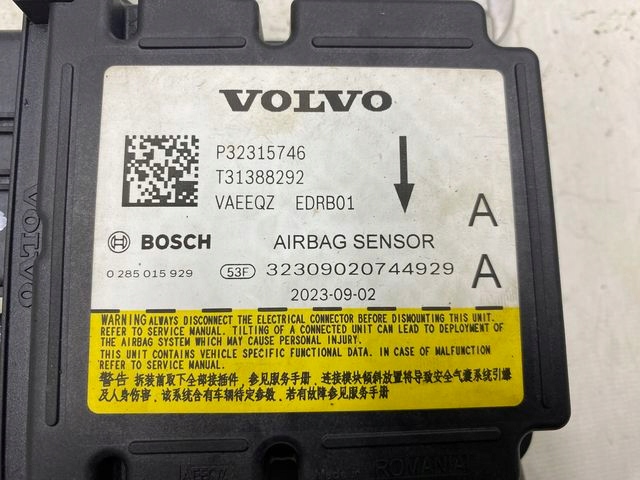 VOLVO
P32315746
T31388292
VAEEQZ EDRB01
A
BOSCH AIRBAG SENSOR
0 285 015 929 53F 32309020744929
A
2023-09-02
WARNING ALWAYS DISCONNECT THE ELECTRICAL CONNECTOR BEFORE DISMOUNTING THIS UNIT.
REFER TO SERVICE MANUAL. TILTING OF A CONNECTED UNIT CAN LEAD TO DEPLOYMENT OF
THE AIRBAG SYSTEM WHICH MAY CAUSE PERSONAL INJURY.
THIS UNIT CONTAINS VEHICLE SPECIFIC FUNCTIONAL DATA. IN CASE OF MALFUNCTION
REFER TO SERVICE MANUAL.
警告 拆装首取下全部接插件，参见服务手册，连接模块倾斜放置将导致安全气囊系统引爆
及人身伤害，该系统含有车辆特定参数，若有故障参见服务手册
VOLVO
Made in ROMANIA